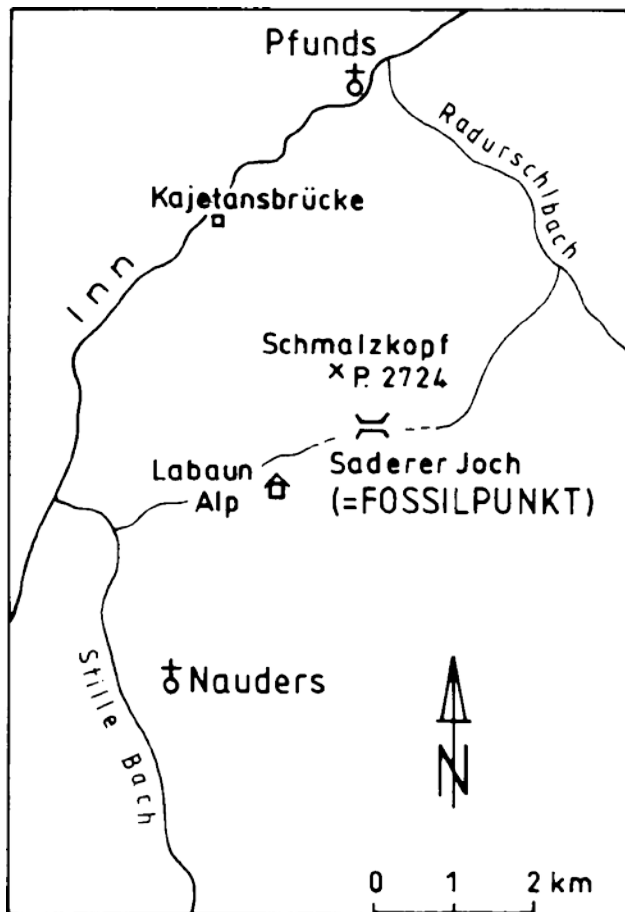 Pfunds
Radurschlbach
Kajetansbrücke
Inn
Schmalzkopf
P. 2724
Saderer Joch
(=FOSSILPUNKT)
Labaun
Alp
Nauders
Stille Bach
N
0 1 2 km